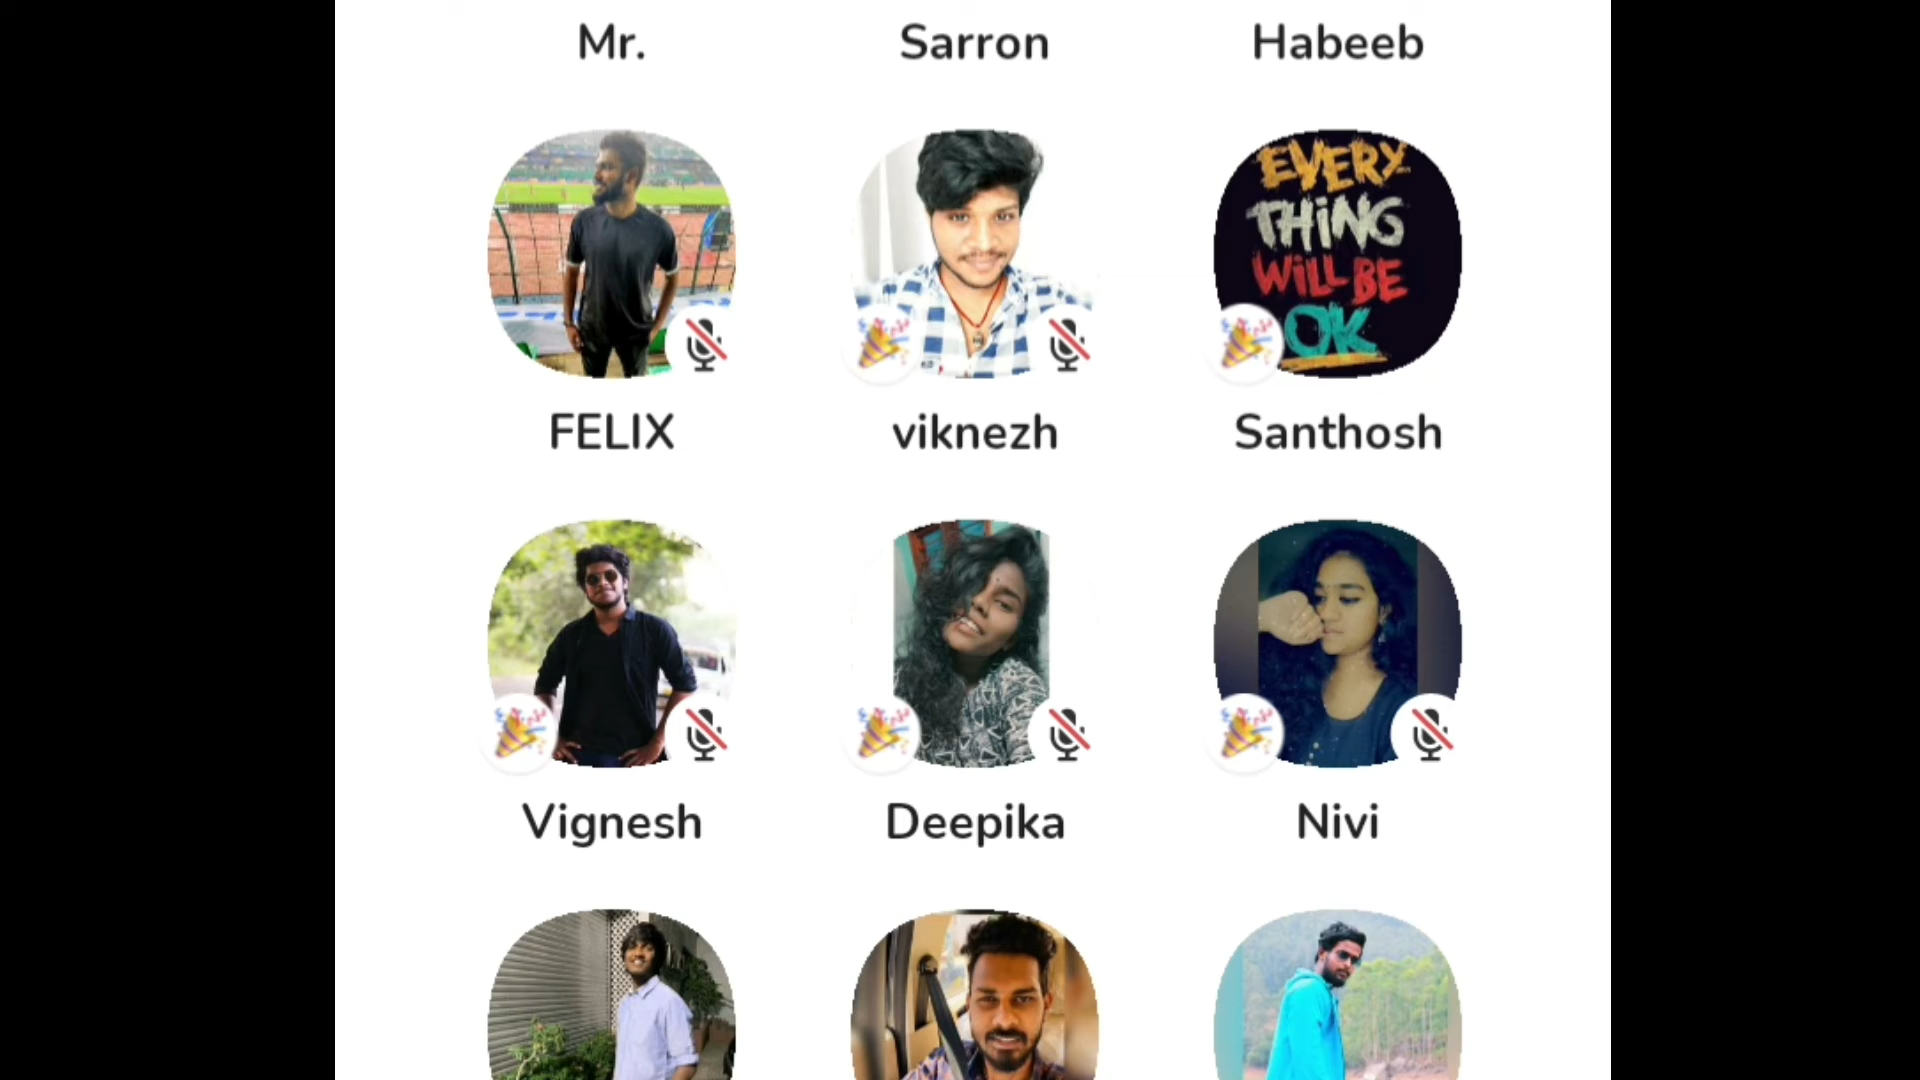 Mr.
Sarron
Habeeb
EVERY
THiNG
WiLL BE
OK
FELIX
viknezh
Santhosh
Vignesh
Deepika
Nivi